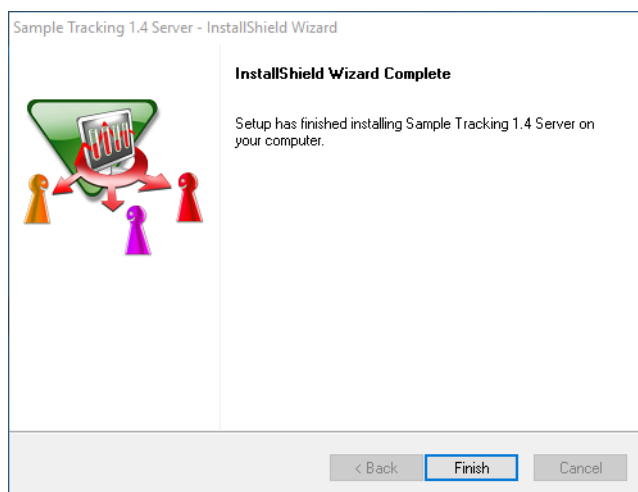 Sample Tracking 1.4 Server - InstallShield Wizard
InstallShield Wizard Complete
Setup has finished installing Sample Tracking 1.4 Server on
your computer.
< Back
Finish
Cancel